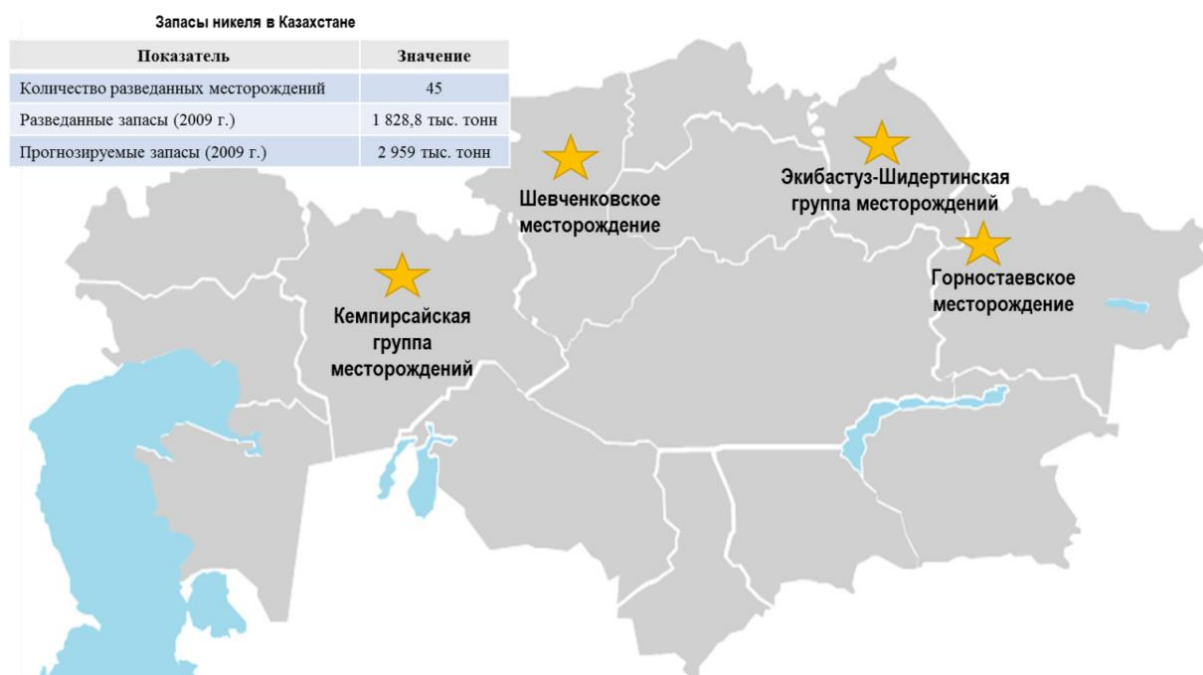 Запасы никеля в Казахстане
Показатель Значение
Количество разведанных месторождений 45
Разведанные запасы (2009 г.) 1 828,8 тыс. тонн
Прогнозируемые запасы (2009 г.) 2 959 тыс. тонн
Шевченковское
месторождение
Экибастуз-Шидертинская
группа месторождений
Горностаевское
месторождение
Кемпирсайская
группа
месторождений